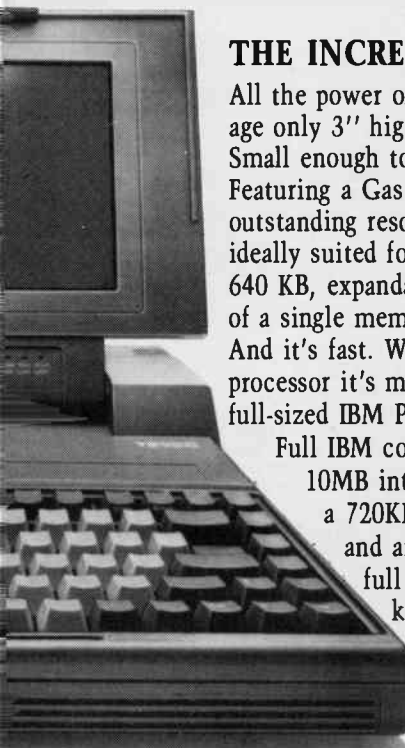 THE INCRE
All the power o
age only 3'' hig
Small enough to
Featuring a Gas
outstanding reso
ideally suited fo
640 KB, expanda
of a single mem
And it's fast. W
processor it's m
full-sized IBM P
Full IBM co
10MB int
a 720K
and a
full
k